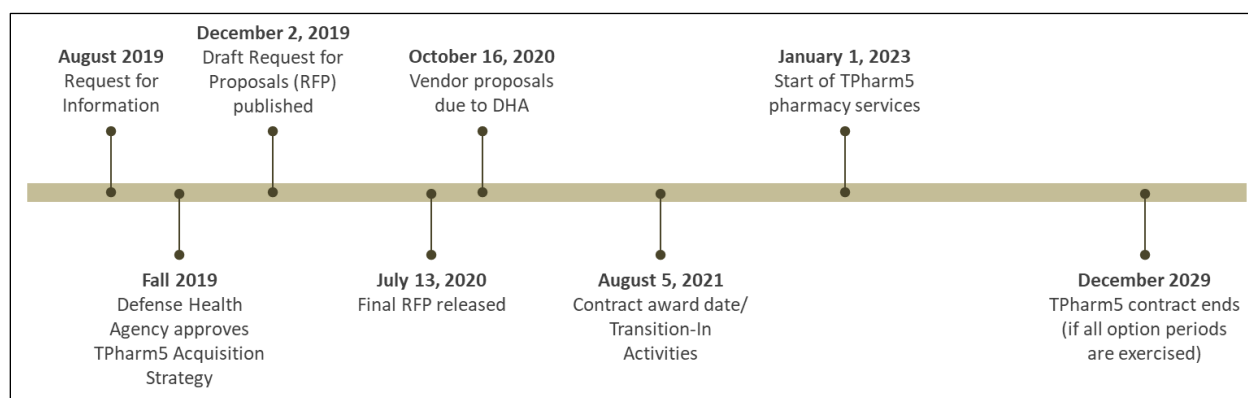 August 2019
Request for
Information
December 2, 2019
Draft Request for
Proposals (RFP)
published
October 16, 2020
Vendor proposals
due to DHA
January 1, 2023
Start of TPharm5
pharmacy services
Fall 2019
Defense Health
Agency approves
TPharm5 Acquisition
Strategy
July 13, 2020
Final RFP released
August 5, 2021
Contract award date/
Transition-In
Activities
December 2029
TPharm5 contract ends
(if all option periods
are exercised)